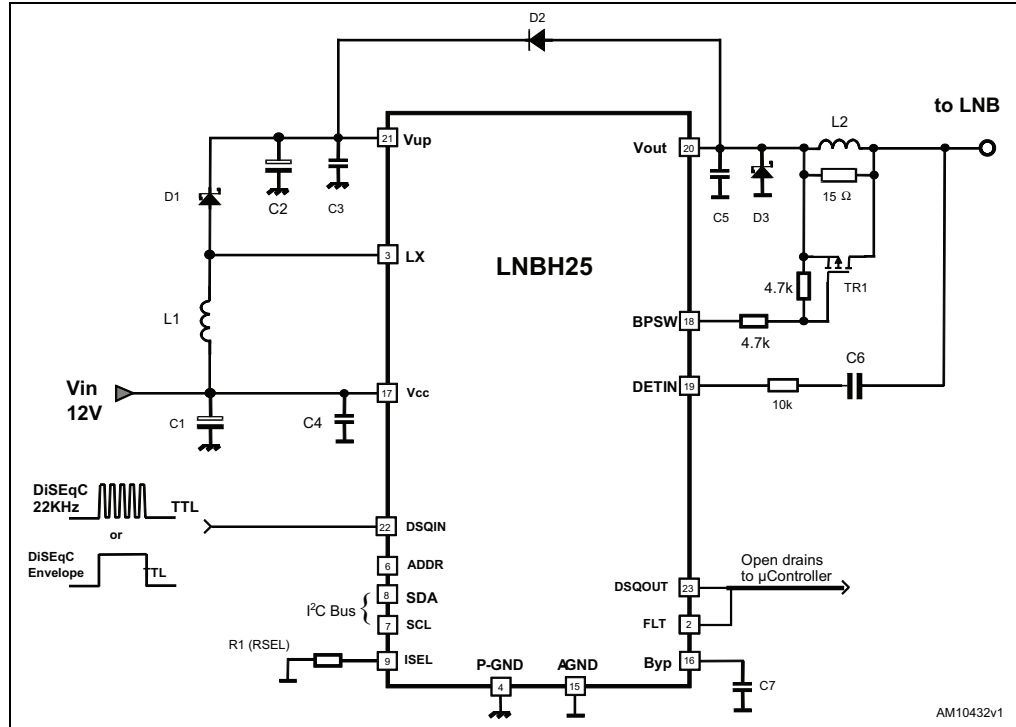 D2
to LNB
L2
21 Vup
Vout 20
D1
C2
C3
C5
D3
15 Ω
3 LX
LNBH25
4.7k
TR1
L1
BPSW 18
4.7k
C6
DETIN 19
Vin
12V
17 Vcc
10k
C1
C4
DiSEqC
22KHz
TTL
or
22 DSQIN
DiSEqC
Envelope
TTL
6 ADDR
Open drains
to µController
DSQOUT 23
8 SDA
I²C Bus
7 SCL
FLT 2
R1 (RSEL)
9 ISEL
P-GND
AGND
Byp 16
4
15
C7
AM10432v1